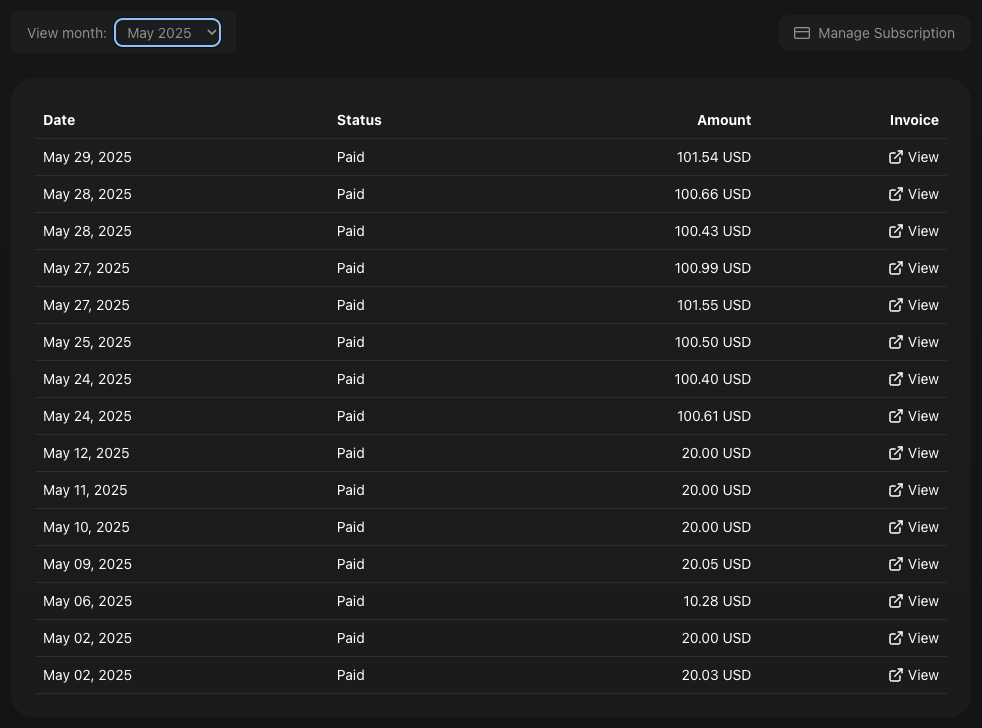 View month: May 2025 Manage Subscription
Date Status Amount Invoice
May 29, 2025 Paid 101.54 USD View
May 28, 2025 Paid 100.66 USD View
May 28, 2025 Paid 100.43 USD View
May 27, 2025 Paid 100.99 USD View
May 27, 2025 Paid 101.55 USD View
May 25, 2025 Paid 100.50 USD View
May 24, 2025 Paid 100.40 USD View
May 24, 2025 Paid 100.61 USD View
May 12, 2025 Paid 20.00 USD View
May 11, 2025 Paid 20.00 USD View
May 10, 2025 Paid 20.00 USD View
May 09, 2025 Paid 20.05 USD View
May 06, 2025 Paid 10.28 USD View
May 02, 2025 Paid 20.00 USD View
May 02, 2025 Paid 20.03 USD View